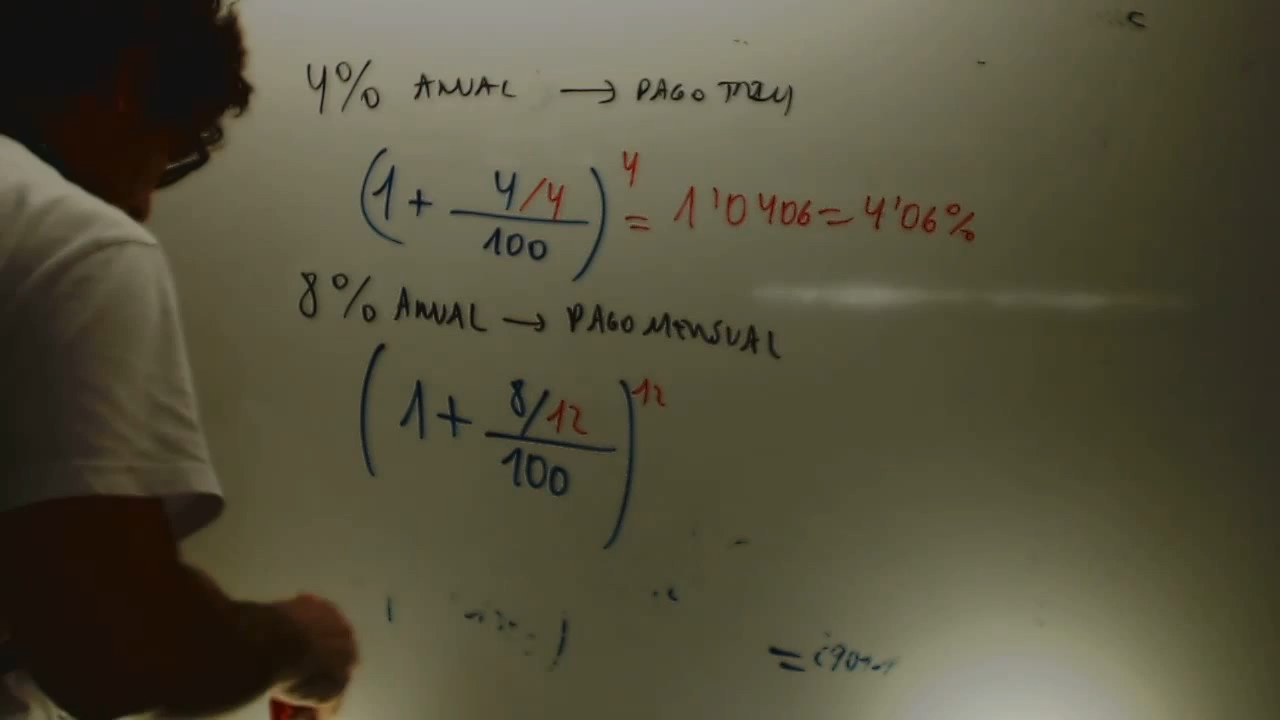 4% ANUAL → PAGO
(1 + 4/4 / 100)^4 = 1'0406 = 4'06%
8% ANUAL → PAGO MENSUAL
(1 + 8/12 / 100)^12